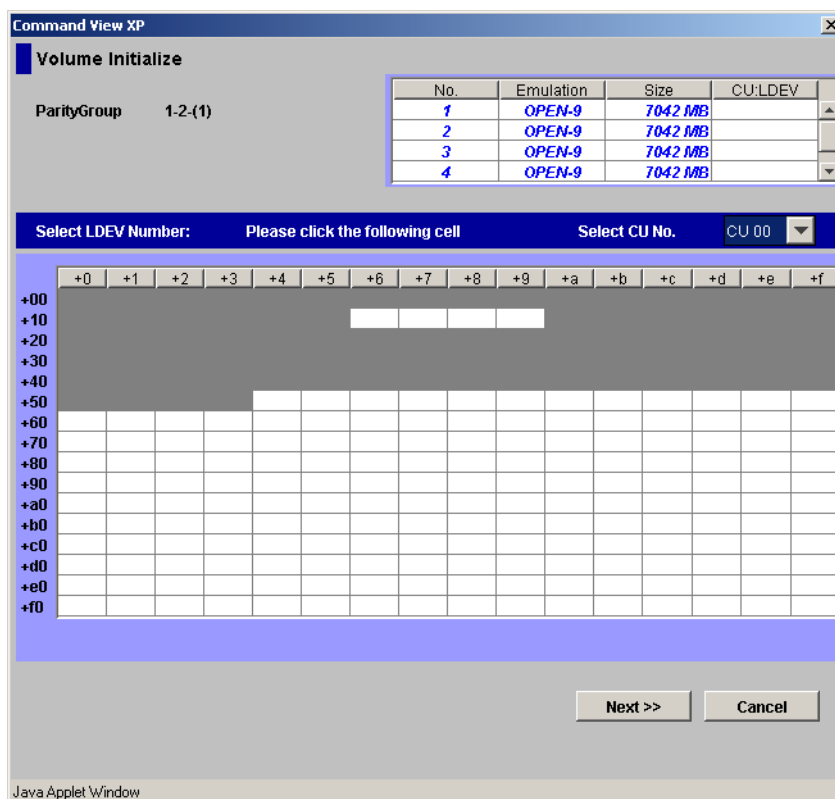 Command View XP
Volume Initialize
ParityGroup 1-2-(1)
No. Emulation Size CU:LDEV
1 OPEN-9 7042 MB
2 OPEN-9 7042 MB
3 OPEN-9 7042 MB
4 OPEN-9 7042 MB
Select LDEV Number: Please click the following cell Select CU No. CU 00
+0 +1 +2 +3 +4 +5 +6 +7 +8 +9 +a +b +c +d +e +f
+00
+10
+20
+30
+40
+50
+60
+70
+80
+90
+a0
+b0
+c0
+d0
+e0
+f0
Next >> Cancel
Java Applet Window